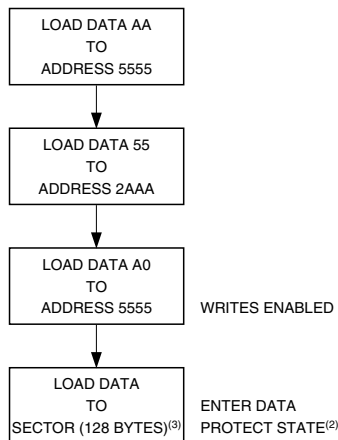 LOAD DATA AA
TO
ADDRESS 5555
LOAD DATA 55
TO
ADDRESS 2AAA
LOAD DATA A0
TO
ADDRESS 5555 WRITES ENABLED
LOAD DATA
TO ENTER DATA
SECTOR (128 BYTES)(3) PROTECT STATE(2)